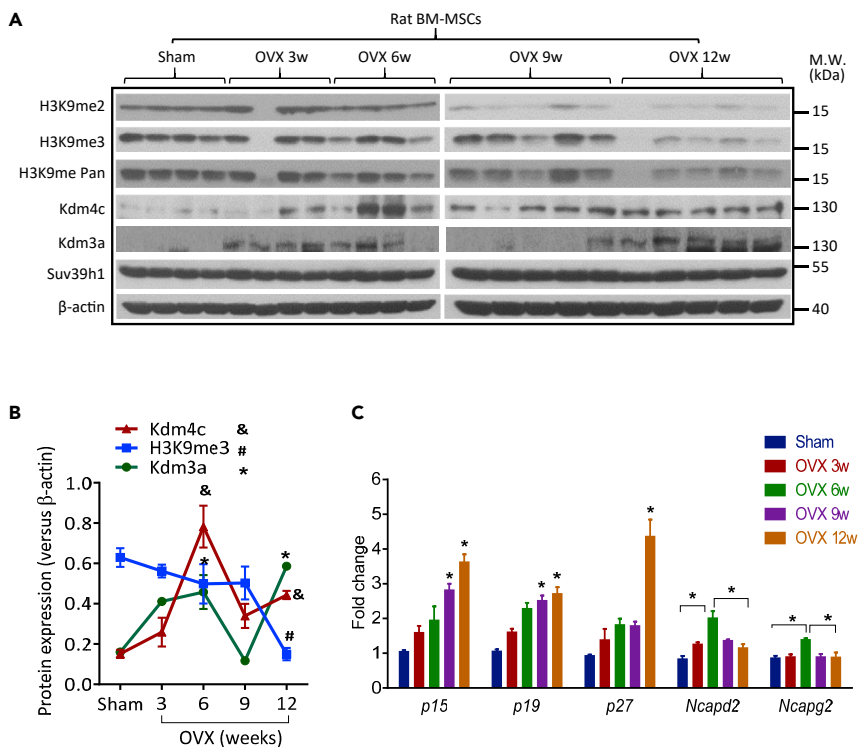 A
Rat BM-MSCs
Sham OVX 3w OVX 6w OVX 9w OVX 12w M.W.
(kDa)
H3K9me2 15
H3K9me3 15
H3K9me Pan 15
Kdm4c 130
Kdm3a 130
Suv39h1 55
β-actin 40
B
Kdm4c &
H3K9me3 #
Kdm3a *
Protein expression (versus β-actin)
1.0
0.8
0.6
0.4
0.2
0
& * * & #
Sham 3 6 9 12
OVX (weeks)
C
Sham
OVX 3w
OVX 6w
OVX 9w
OVX 12w
Fold change
6
5
4
3
2
1
0
* * * * * * * * *
p15 p19 p27 Ncapd2 Ncapg2